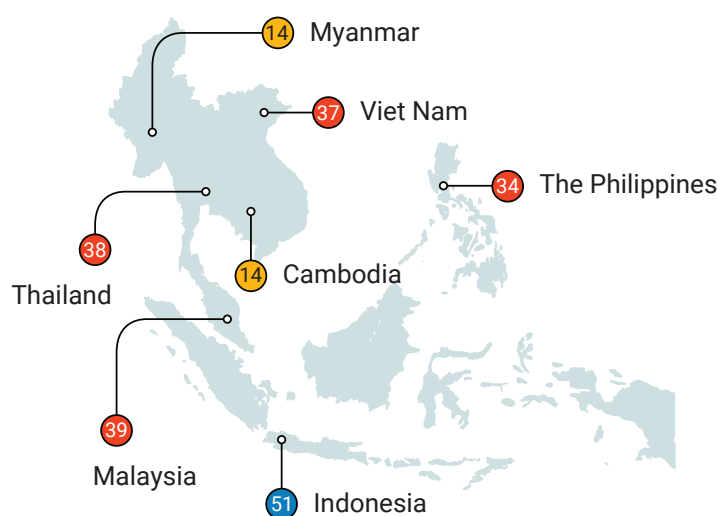 14 Myanmar
37 Viet Nam
34 The Philippines
38
Thailand
14 Cambodia
39
Malaysia
51 Indonesia